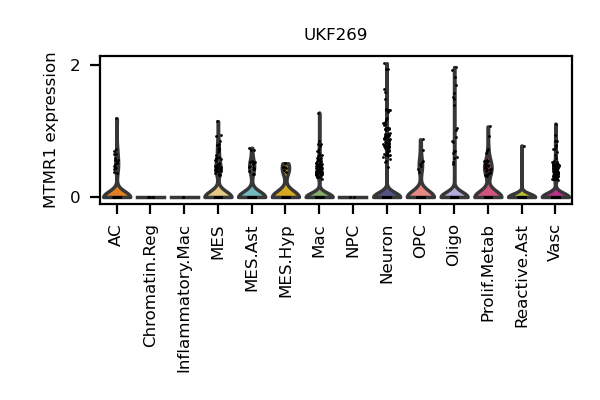 UKF269
MTMR1 expression
2
0
AC
Chromatin.Reg
Inflammatory.Mac
MES
MES.Ast
MES.Hyp
Mac
NPC
Neuron
OPC
Oligo
Prolif.Metab
Reactive.Ast
Vasc